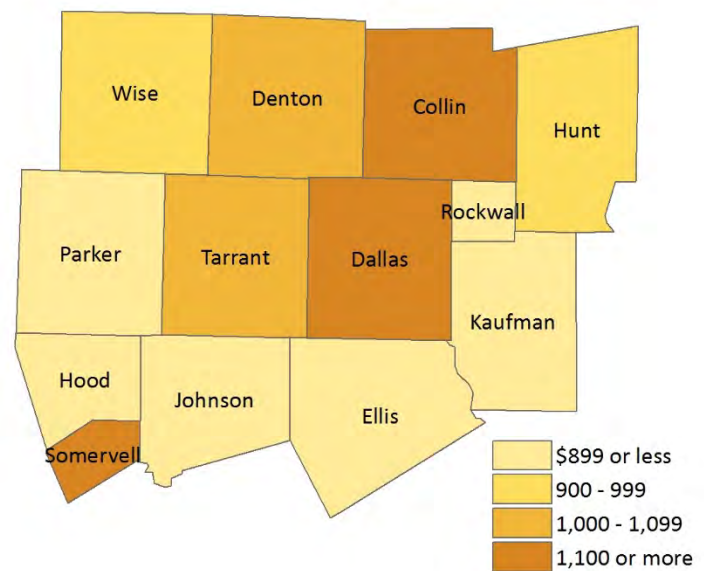 Wise
Denton
Collin
Hunt
Rockwall
Parker
Tarrant
Dallas
Kaufman
Hood
Johnson
Ellis
Somervell
$899 or less
900 - 999
1,000 - 1,099
1,100 or more